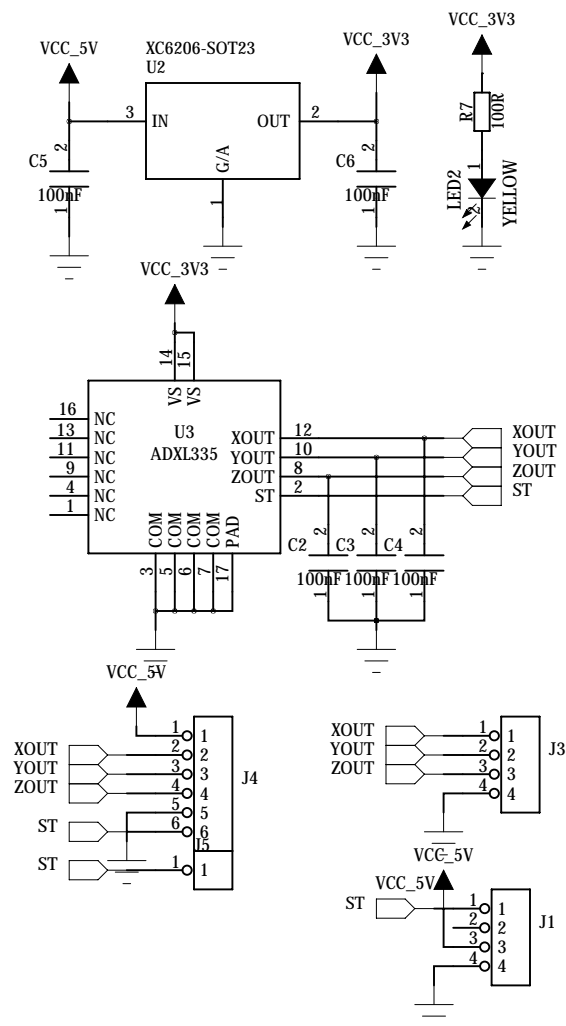 VCC_5V
XC6206-SOT23
U2
VCC_3V3
VCC_3V3
3 IN OUT 2
G/A
1
C5
2
100nF
1
C6
2
100nF
1
R7
100R
1
LED2
2
YELLOW
VCC_3V3
14
15
VS
VS
U3
ADXL335
16 NC
13 NC
11 NC
9 NC
4 NC
1 NC
XOUT 12 XOUT
YOUT 10 YOUT
ZOUT 8 ZOUT
ST 2 ST
COM COM COM COM PAD
3 5 6 7 17
2 2 2
C2 C3 C4
100nF 100nF 100nF
1 1 1
VCC_5V
1 1
XOUT 2 2
YOUT 3 3
ZOUT 4 4
5 5
ST 6 6
J4
J5
ST 1 1
XOUT 1 1
YOUT 2 2
ZOUT 3 3
4 4
J3
VCC_5V
VCC_5V
ST 1 1
2 2
3 3
4 4
J1